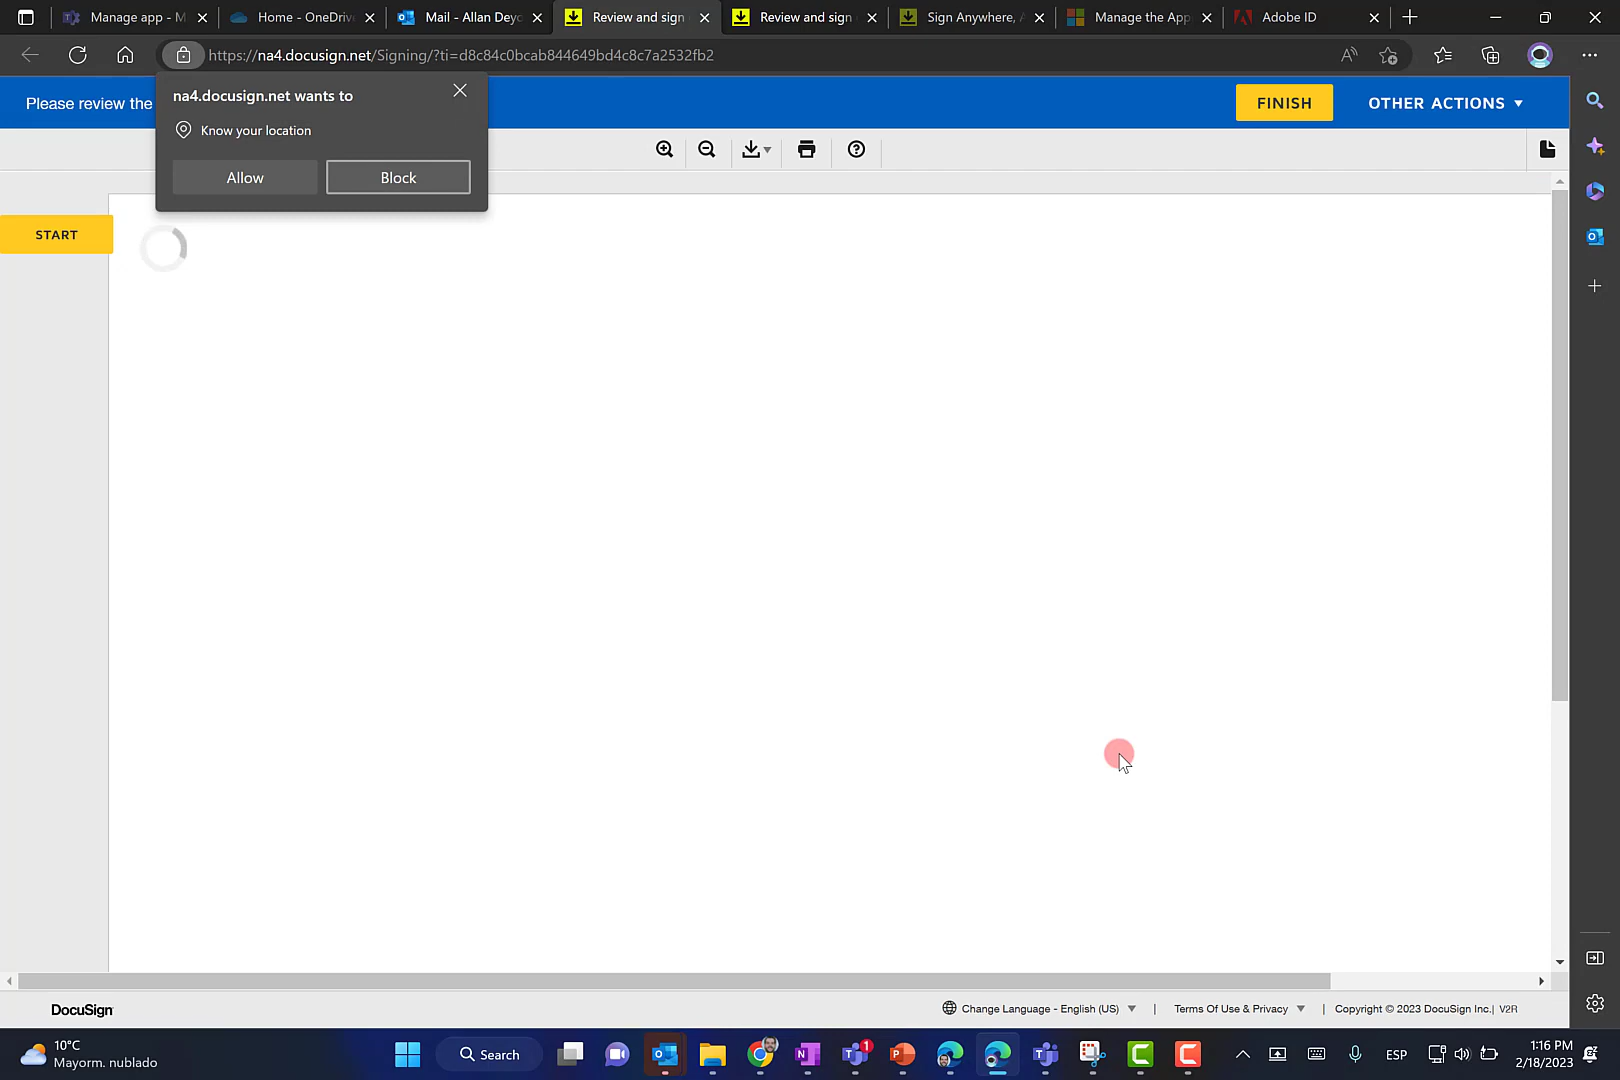 Manage app - M
Home - OneDriv
Mail - Allan Deyo
Review and sign
Review and sign
Sign Anywhere, A
Manage the App
Adobe ID
https://na4.docusign.net/Signing/?ti=d8c84c0bcab844649bd4c8c7a2532fb2
Please review the
na4.docusign.net wants to
Know your location
Allow
Block
FINISH
OTHER ACTIONS
START
DocuSign
Change Language - English (US)
Terms Of Use & Privacy
Copyright © 2023 DocuSign Inc.
V2R
10°C
Mayorm. nublado
Search
1
ESP
1:16 PM
2/18/2023